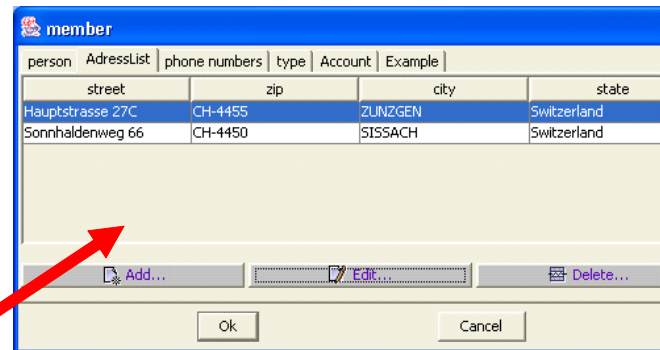 member
person AdressList phone numbers type Account Example
street zip city state
Hauptstrasse 27C CH-4455 ZUNZGEN Switzerland
Sonnhaldenweg 66 CH-4450 SISSACH Switzerland
Add... Edit... Delete...
Ok Cancel